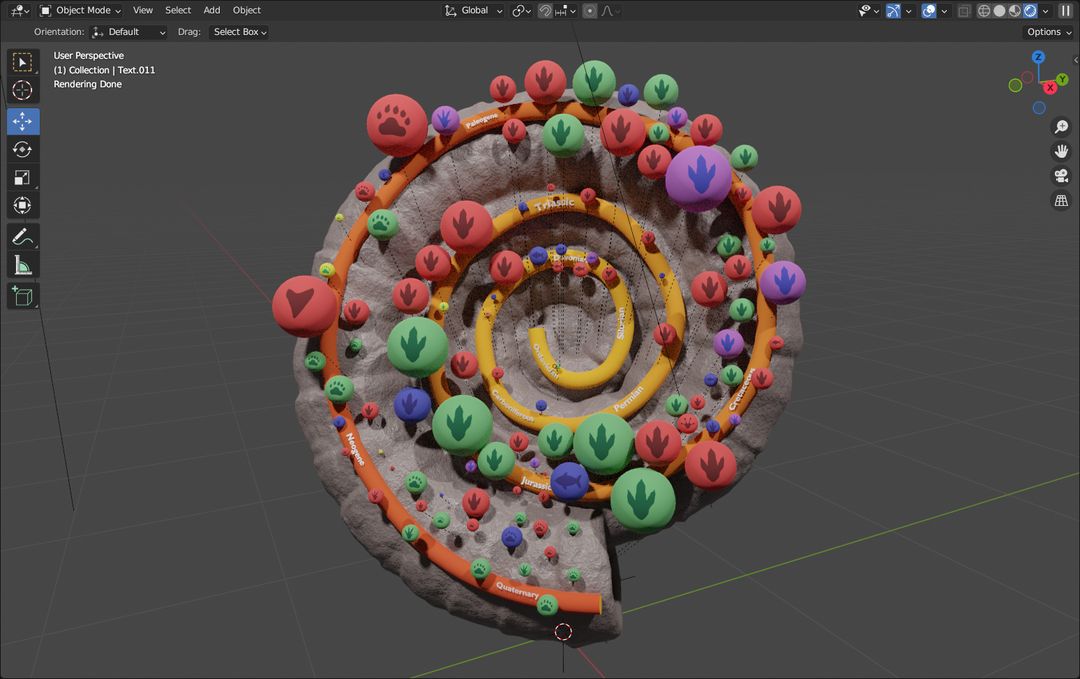 Object Mode View Select Add Object Global
Orientation: Default Drag: Select Box Options
User Perspective
(1) Collection | Text.011
Rendering Done
Z
Y
X
Paleogene
Triassic
Devonian
Silurian
Ordovician
Carboniferous
Permian
Cretaceous
Neogene
Jurassic
Quaternary